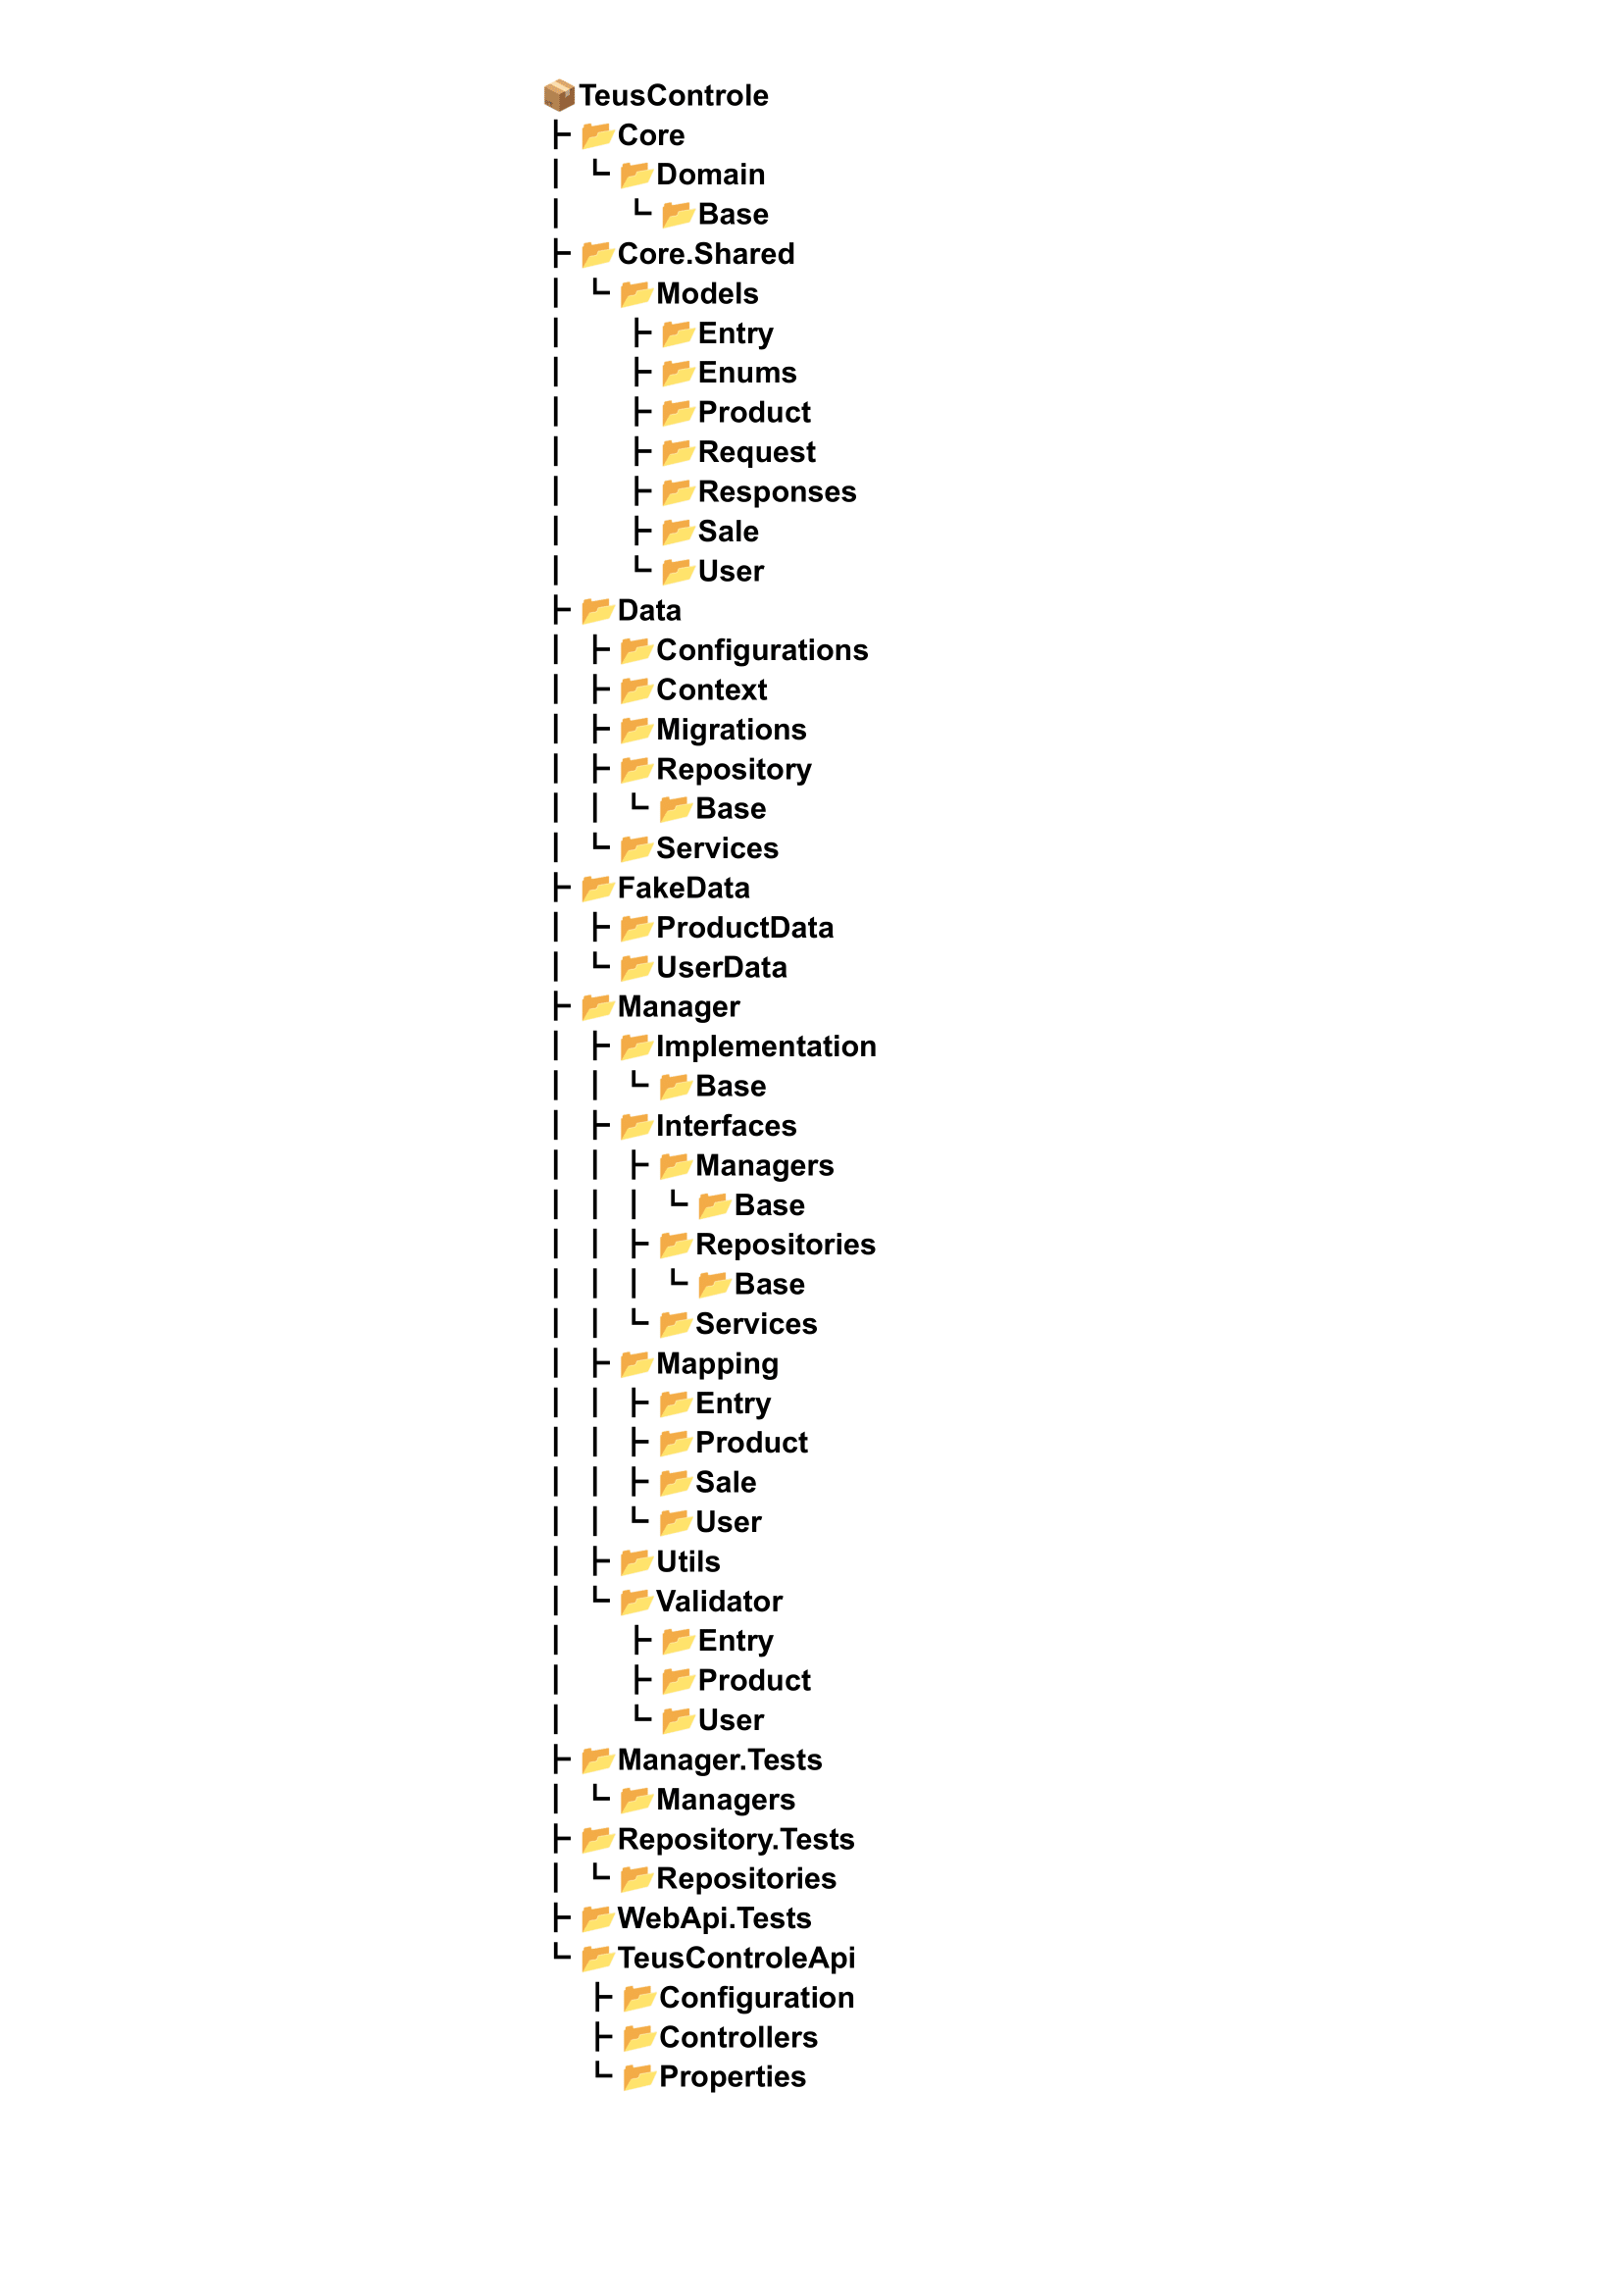 📦TeusControle
┣ 📂Core
┃ ┗ 📂Domain
┃   ┗ 📂Base
┣ 📂Core.Shared
┃ ┗ 📂Models
┃   ┣ 📂Entry
┃   ┣ 📂Enums
┃   ┣ 📂Product
┃   ┣ 📂Request
┃   ┣ 📂Responses
┃   ┣ 📂Sale
┃   ┗ 📂User
┣ 📂Data
┃ ┣ 📂Configurations
┃ ┣ 📂Context
┃ ┣ 📂Migrations
┃ ┣ 📂Repository
┃ ┃ ┗ 📂Base
┃ ┗ 📂Services
┣ 📂FakeData
┃ ┣ 📂ProductData
┃ ┗ 📂UserData
┣ 📂Manager
┃ ┣ 📂Implementation
┃ ┃ ┗ 📂Base
┃ ┣ 📂Interfaces
┃ ┃ ┣ 📂Managers
┃ ┃ ┃ ┗ 📂Base
┃ ┃ ┣ 📂Repositories
┃ ┃ ┃ ┗ 📂Base
┃ ┃ ┗ 📂Services
┃ ┣ 📂Mapping
┃ ┃ ┣ 📂Entry
┃ ┃ ┣ 📂Product
┃ ┃ ┣ 📂Sale
┃ ┃ ┗ 📂User
┃ ┣ 📂Utils
┃ ┗ 📂Validator
┃   ┣ 📂Entry
┃   ┣ 📂Product
┃   ┗ 📂User
┣ 📂Manager.Tests
┃ ┗ 📂Managers
┣ 📂Repository.Tests
┃ ┗ 📂Repositories
┣ 📂WebApi.Tests
┗ 📂TeusControleApi
  ┣ 📂Configuration
  ┣ 📂Controllers
  ┗ 📂Properties